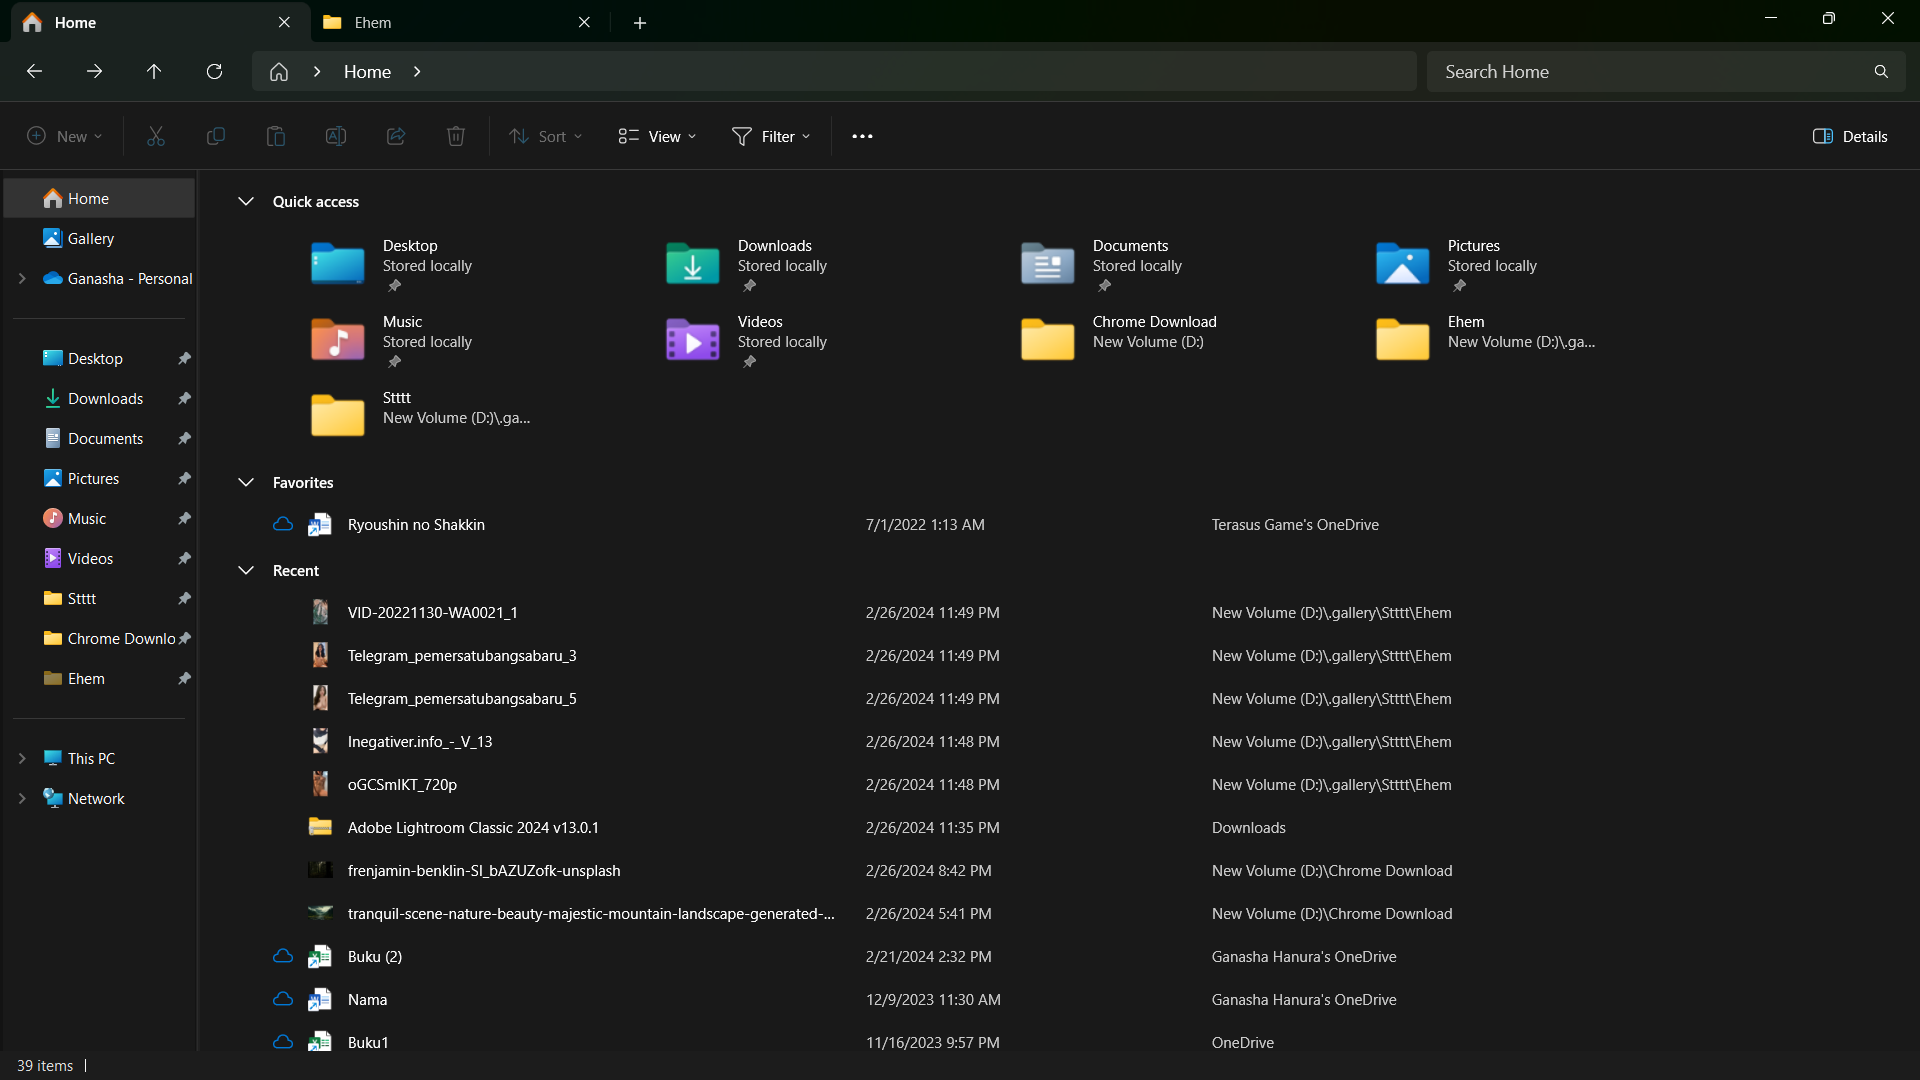 Home
Ehem
Home
Search Home
New
Sort
View
Filter
Details
Home
Gallery
Ganasha - Personal
Desktop
Downloads
Documents
Pictures
Music
Videos
Stttt
Chrome Downlo
Ehem
This PC
Network
Quick access
Desktop
Stored locally
Downloads
Stored locally
Documents
Stored locally
Pictures
Stored locally
Music
Stored locally
Videos
Stored locally
Chrome Download
New Volume (D:)
Ehem
New Volume (D:)\.ga...
Stttt
New Volume (D:)\.ga...
Favorites
Ryoushin no Shakkin 7/1/2022 1:13 AM Terasus Game's OneDrive
Recent
VID-20221130-WA0021_1 2/26/2024 11:49 PM New Volume (D:)\.gallery\Stttt\Ehem
Telegram_pemersatubangsabaru_3 2/26/2024 11:49 PM New Volume (D:)\.gallery\Stttt\Ehem
Telegram_pemersatubangsabaru_5 2/26/2024 11:49 PM New Volume (D:)\.gallery\Stttt\Ehem
Inegativer.info_-_V_13 2/26/2024 11:48 PM New Volume (D:)\.gallery\Stttt\Ehem
oGCSmIKT_720p 2/26/2024 11:48 PM New Volume (D:)\.gallery\Stttt\Ehem
Adobe Lightroom Classic 2024 v13.0.1 2/26/2024 11:35 PM Downloads
frenjamin-benklin-SI_bAZUZofk-unsplash 2/26/2024 8:42 PM New Volume (D:)\Chrome Download
tranquil-scene-nature-beauty-majestic-mountain-landscape-generated-... 2/26/2024 5:41 PM New Volume (D:)\Chrome Download
Buku (2) 2/21/2024 2:32 PM Ganasha Hanura's OneDrive
Nama 12/9/2023 11:30 AM Ganasha Hanura's OneDrive
Buku1 11/16/2023 9:57 PM OneDrive
39 items